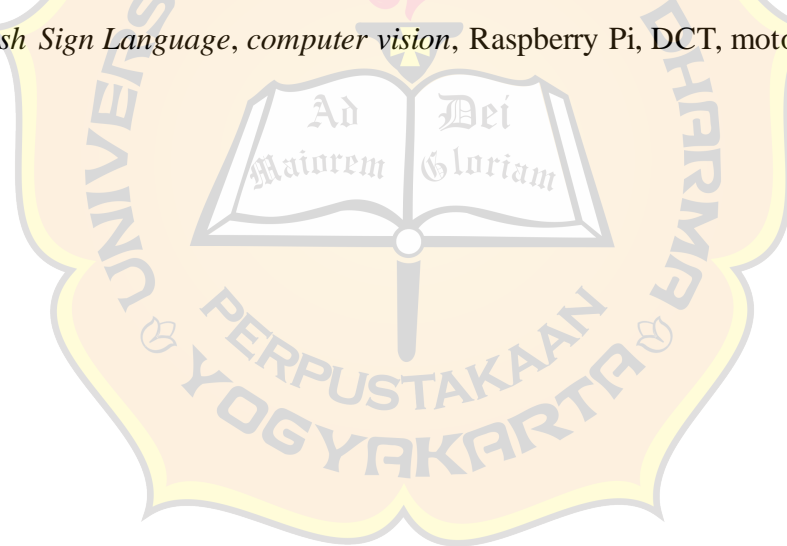 sh Sign Language, computer vision, Raspberry Pi, DCT, moto
Ad Dei
Maiorem Gloriam
PERPUSTAKAAN
YOGYAKARTA